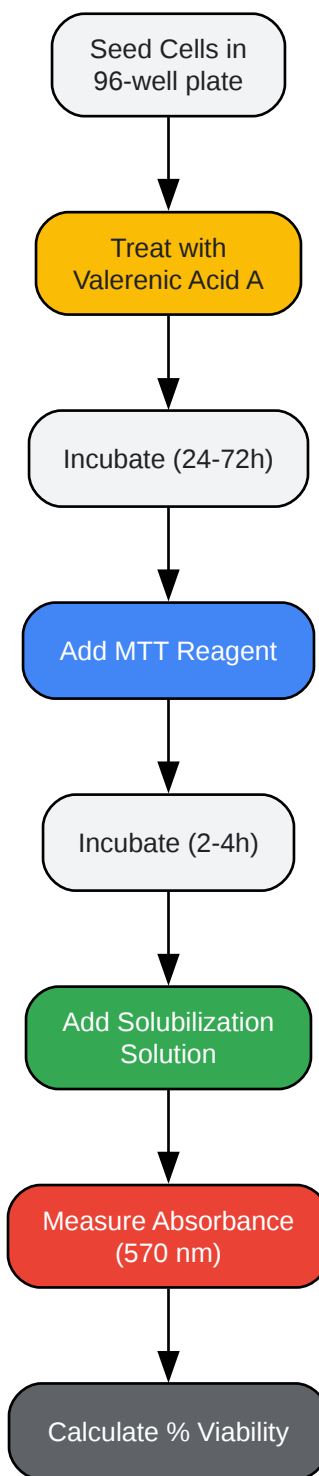 Seed Cells in
96-well plate
Treat with
Valerenic Acid A
Incubate (24-72h)
Add MTT Reagent
Incubate (2-4h)
Add Solubilization
Solution
Measure Absorbance
(570 nm)
Calculate % Viability